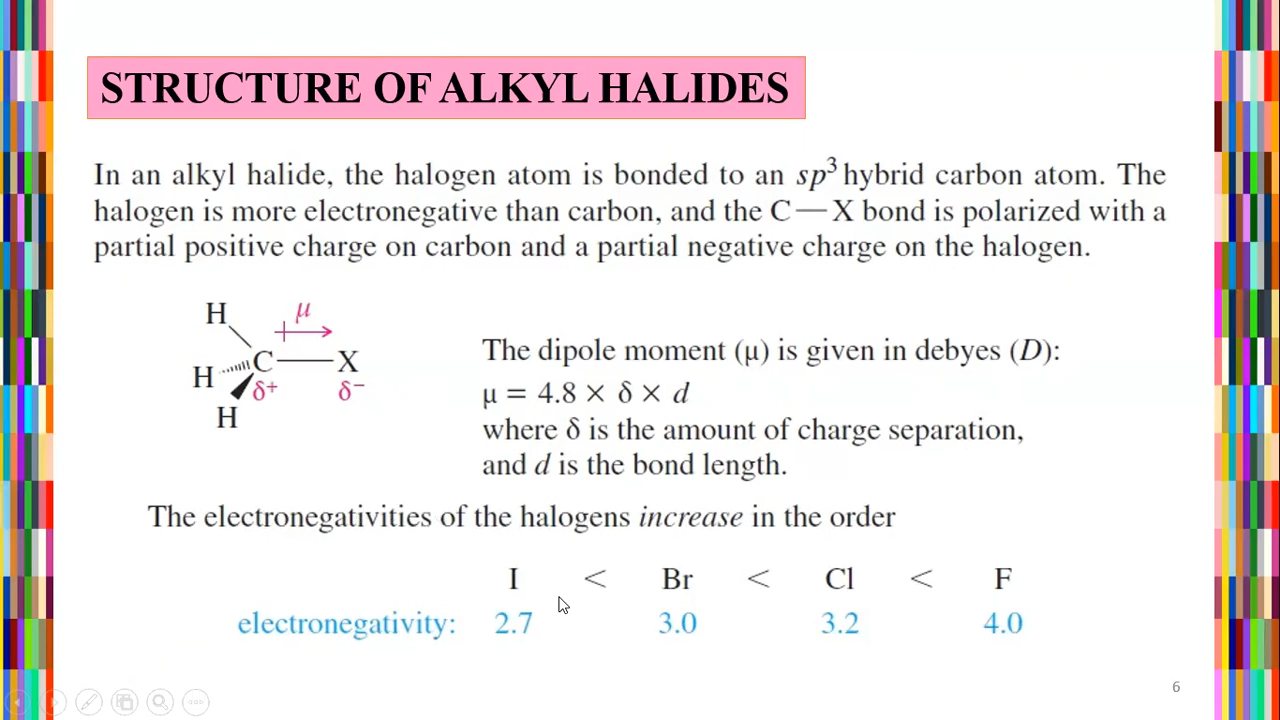 STRUCTURE OF ALKYL HALIDES
In an alkyl halide, the halogen atom is bonded to an sp³ hybrid carbon atom. The
halogen is more electronegative than carbon, and the C—X bond is polarized with a
partial positive charge on carbon and a partial negative charge on the halogen.
H μ
C — X
H δ+ δ−
H
The dipole moment (μ) is given in debyes (D):
μ = 4.8 × δ × d
where δ is the amount of charge separation,
and d is the bond length.
The electronegativities of the halogens increase in the order
I < Br < Cl < F
electronegativity: 2.7 3.0 3.2 4.0
6